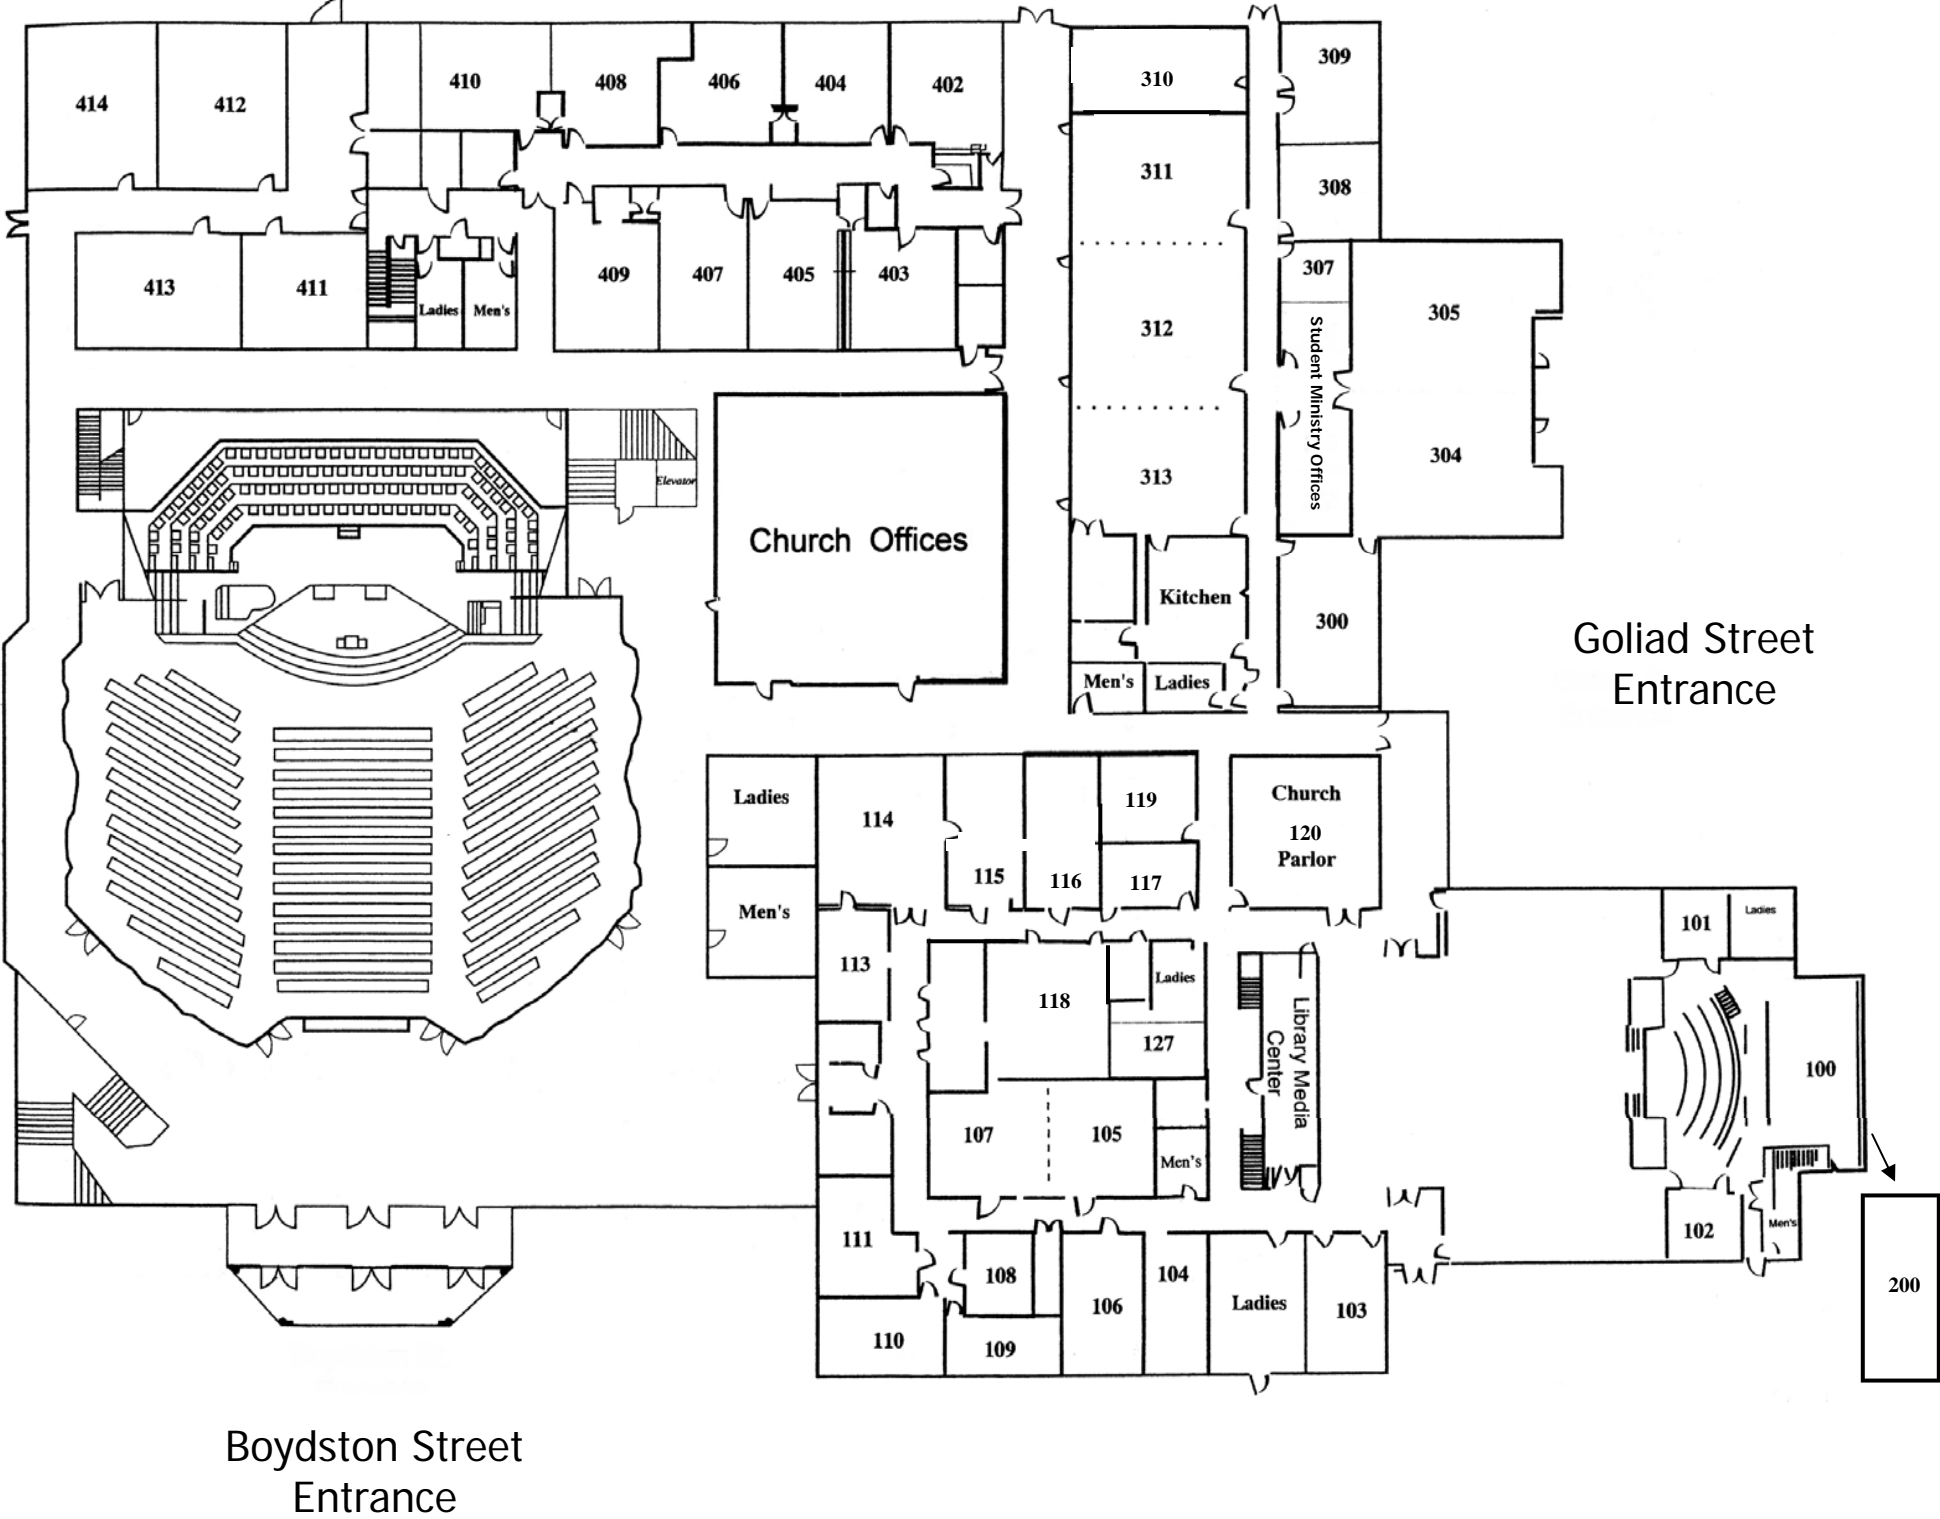 309
410
408
406
404
402
310
414
412
311
308
413
411
409
407
405
403
307
Ladies
Men's
312
305
Student Ministry Offices
304
313
Elevator
Church Offices
Kitchen
300
Goliad Street
Entrance
Men's
Ladies
Ladies
114
119
Church
120
Parlor
115
116
117
Men's
101
Ladies
113
118
Ladies
Library Media
Center
127
100
107
105
Men's
111
108
104
106
Ladies
103
102
Men's
200
110
109
Boydston Street
Entrance